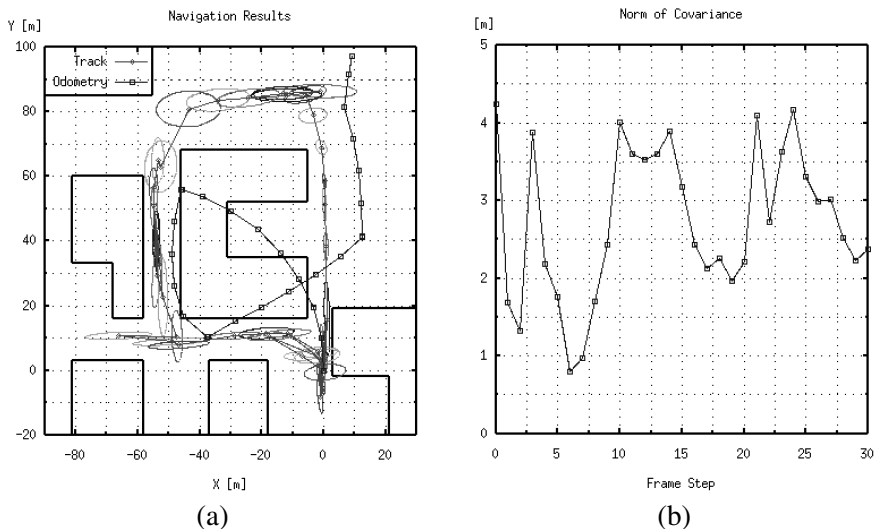 Navigation Results
Y [m]
100
80
60
40
20
0
-20
Track
Odometry
-80
-60
-40
-20
0
20
X [m]
(a)
Norm of Covariance
[m]
5
4
3
2
1
0
0
5
10
15
20
25
30
Frame Step
(b)